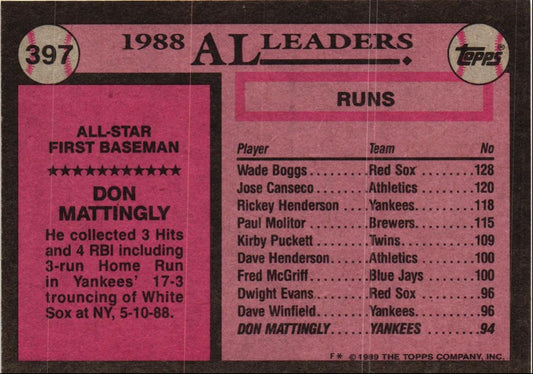 397
1988 AL LEADERS
Topps®
ALL-STAR
FIRST BASEMAN
★★★★★★★★★★★
DON
MATTINGLY
He collected 3 Hits
and 4 RBI including
3-run Home Run
in Yankees' 17-3
trouncing of White
Sox at NY, 5-10-88.
RUNS
Player Team No
Wade Boggs........Red Sox....128
Jose Canseco......Athletics....120
Rickey Henderson..Yankees....118
Paul Molitor......Brewers....115
Kirby Puckett.....Twins....109
Dave Henderson....Athletics....100
Fred McGriff......Blue Jays....100
Dwight Evans......Red Sox....96
Dave Winfield.....Yankees....96
DON MATTINGLY.....YANKEES....94
F* © 1989 THE TOPPS COMPANY, INC.